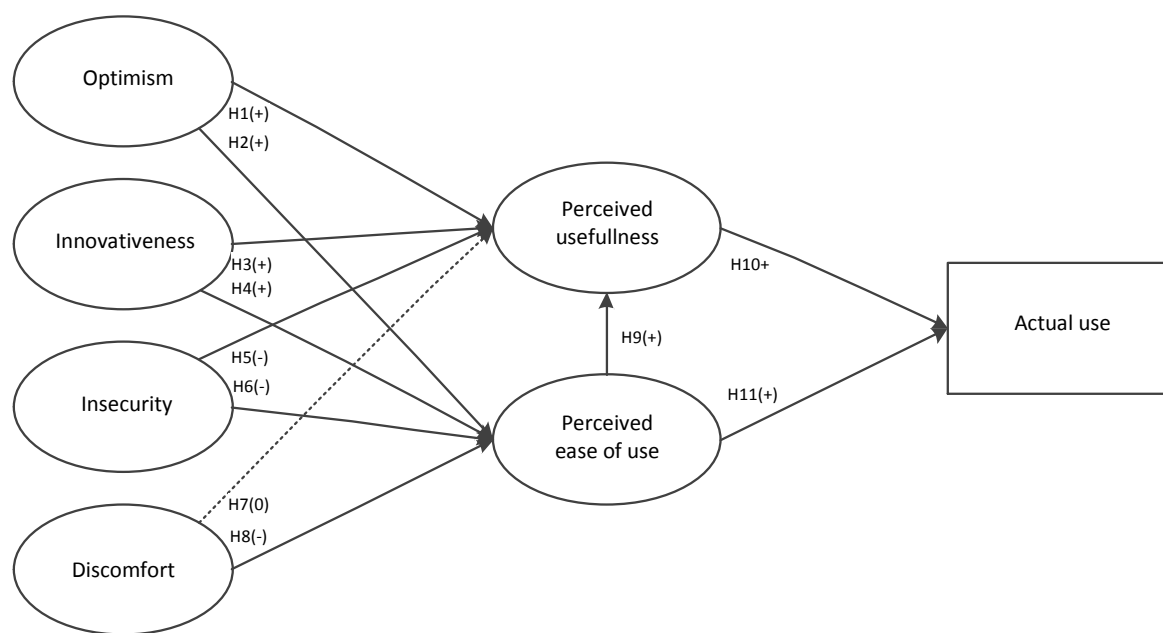 Optimism
H1(+)
H2(+)
Innovativeness
H3(+)
H4(+)
Insecurity
H5(-)
H6(-)
Discomfort
H7(0)
H8(-)
Perceived
usefullness
H9(+)
Perceived
ease of use
H10+
H11(+)
Actual use